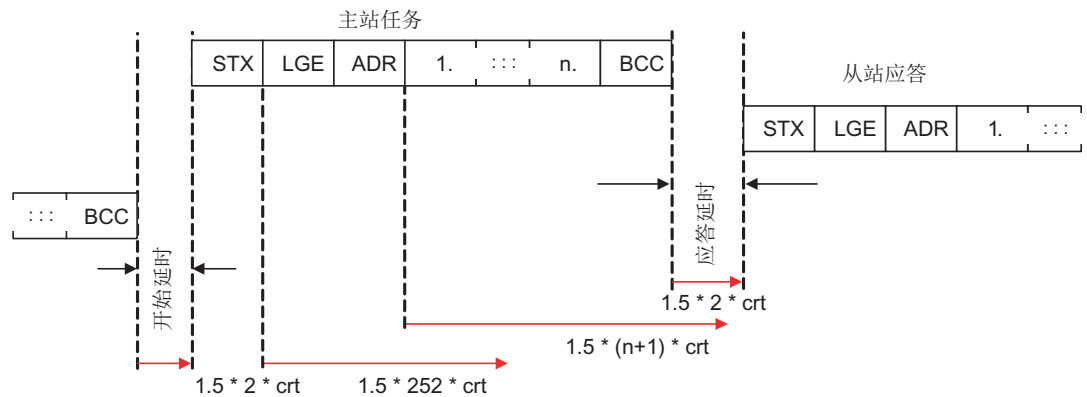 主站任务
STX LGE ADR 1. : : : n. BCC
从站应答
STX LGE ADR 1. : : :
: : : BCC
开始延时
应答延时
1.5 * 2 * crt
1.5 * (n+1) * crt
1.5 * 2 * crt
1.5 * 252 * crt